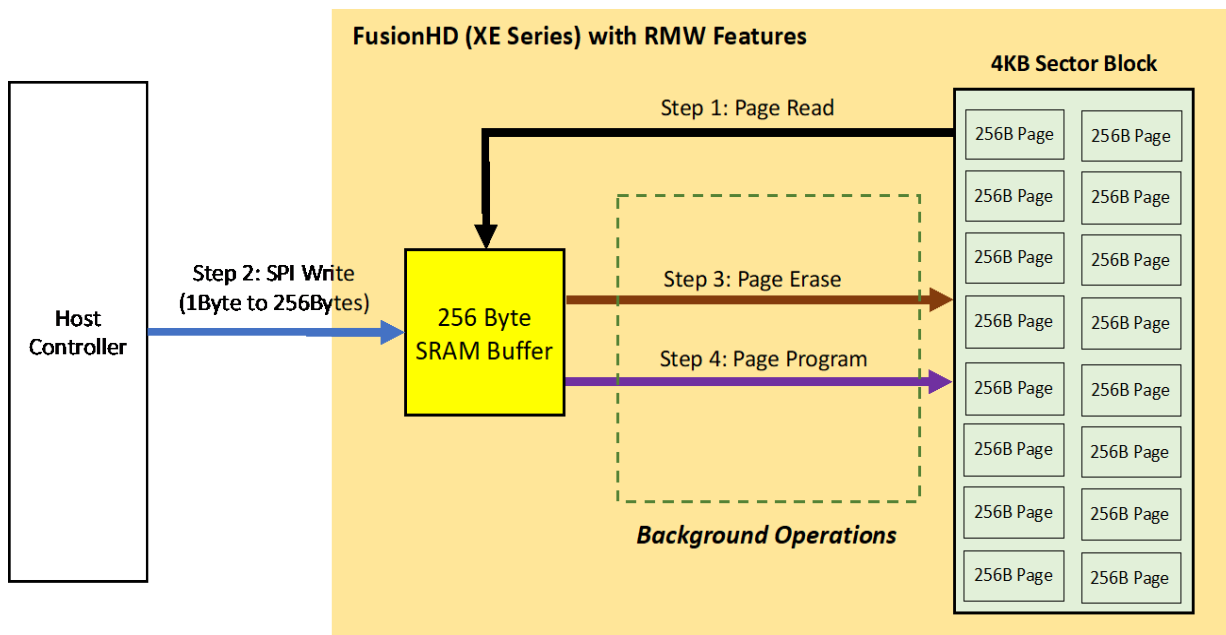 FusionHD (XE Series) with RMW Features
4KB Sector Block
Step 1: Page Read
256B Page
256B Page
256B Page
256B Page
256B Page
256B Page
Step 2: SPI Write
(1Byte to 256Bytes)
Step 3: Page Erase
Host
Controller
256 Byte
SRAM Buffer
256B Page
256B Page
Step 4: Page Program
256B Page
256B Page
256B Page
256B Page
256B Page
256B Page
Background Operations
256B Page
256B Page